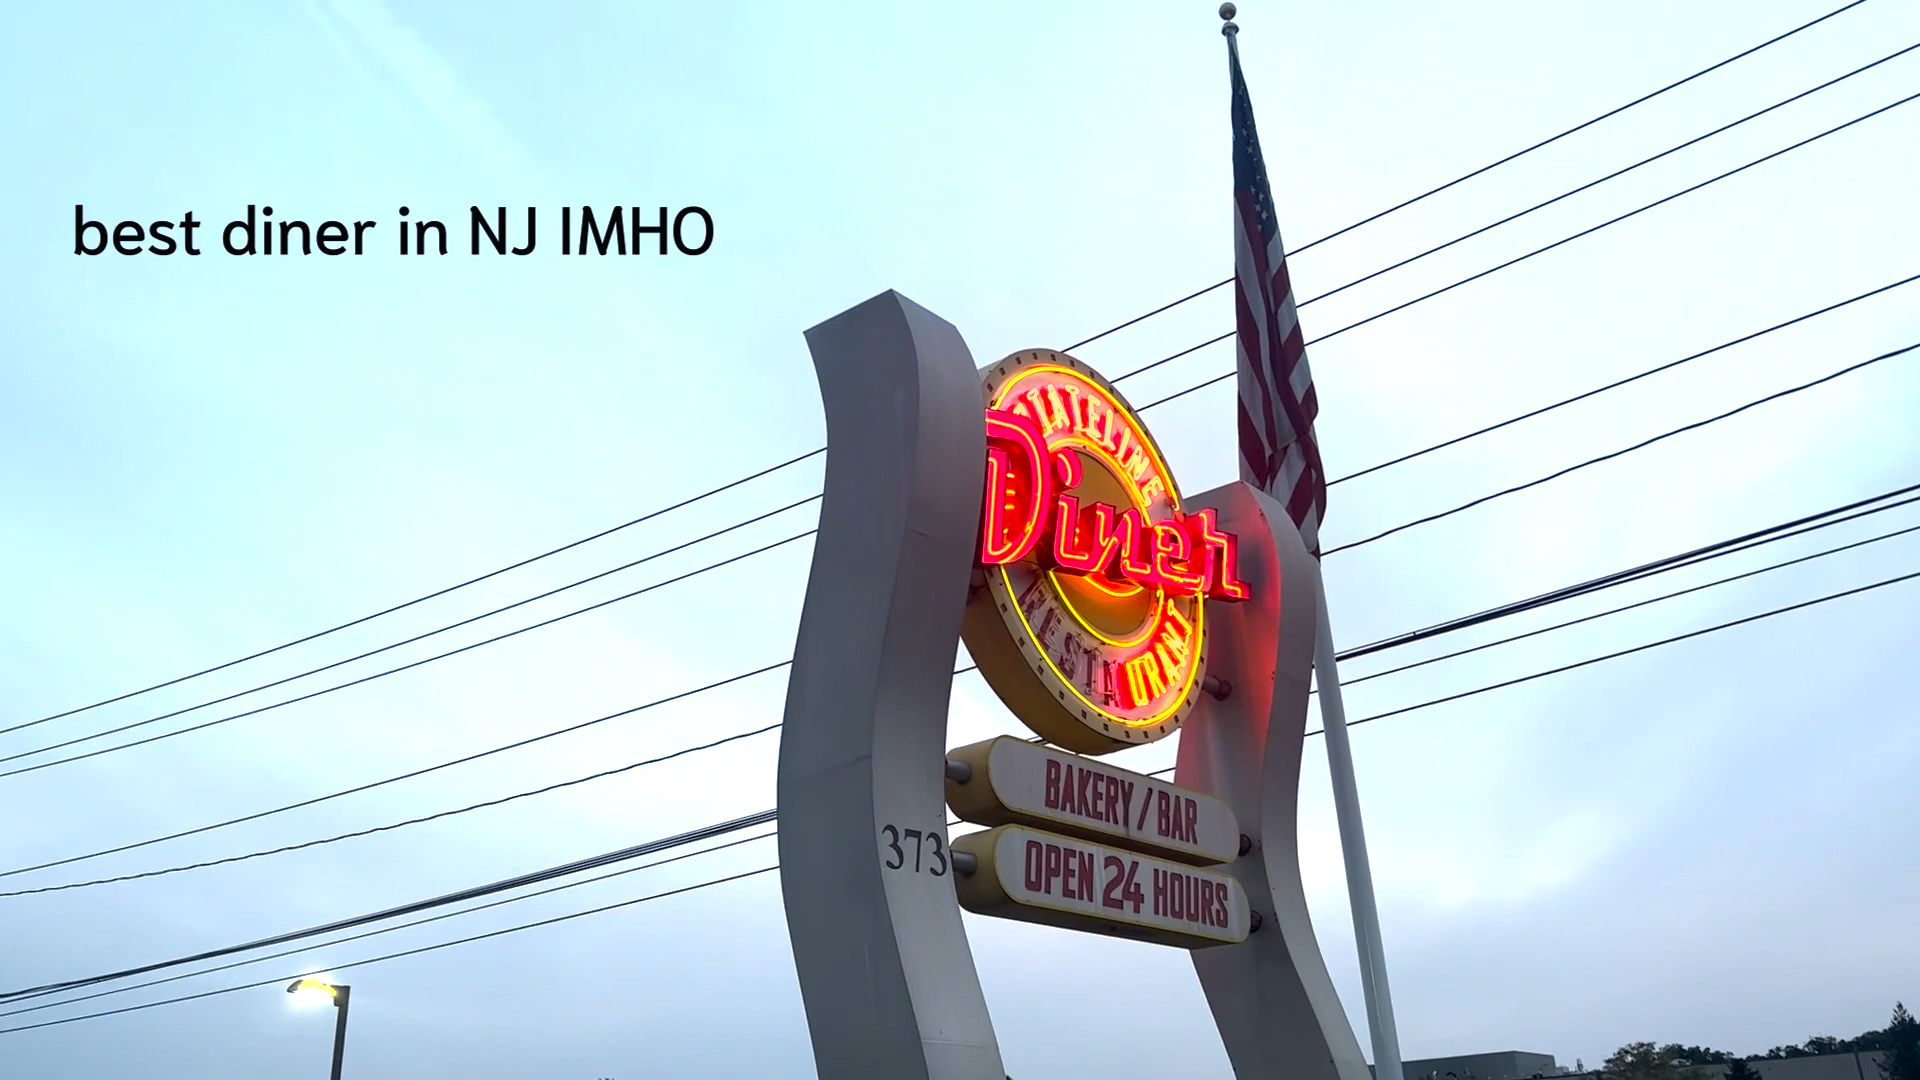 best diner in NJ IMHO
STATELINE
Diner
RESTAURANT
BAKERY / BAR
373
OPEN 24 HOURS